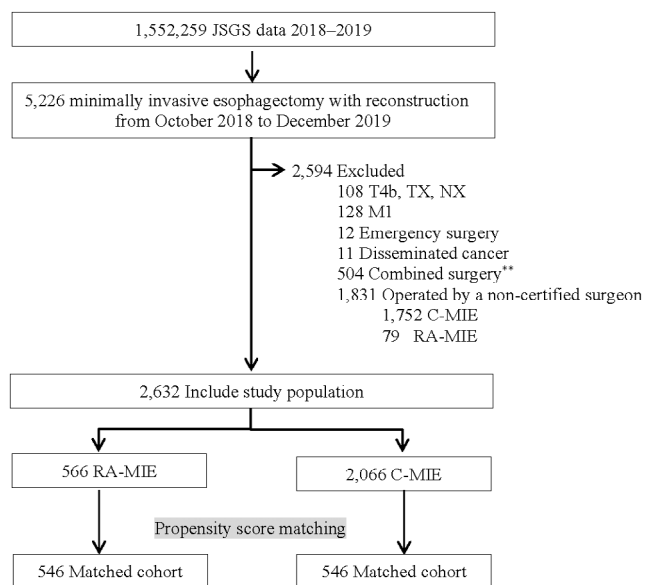 1,552,259 JSGS data 2018–2019
5,226 minimally invasive esophagectomy with reconstruction
from October 2018 to December 2019
2,594 Excluded
108 T4b, TX, NX
128 M1
12 Emergency surgery
11 Disseminated cancer
504 Combined surgery**
1,831 Operated by a non-certified surgeon
1,752 C-MIE
79 RA-MIE
2,632 Include study population
566 RA-MIE
2,066 C-MIE
Propensity score matching
546 Matched cohort
546 Matched cohort